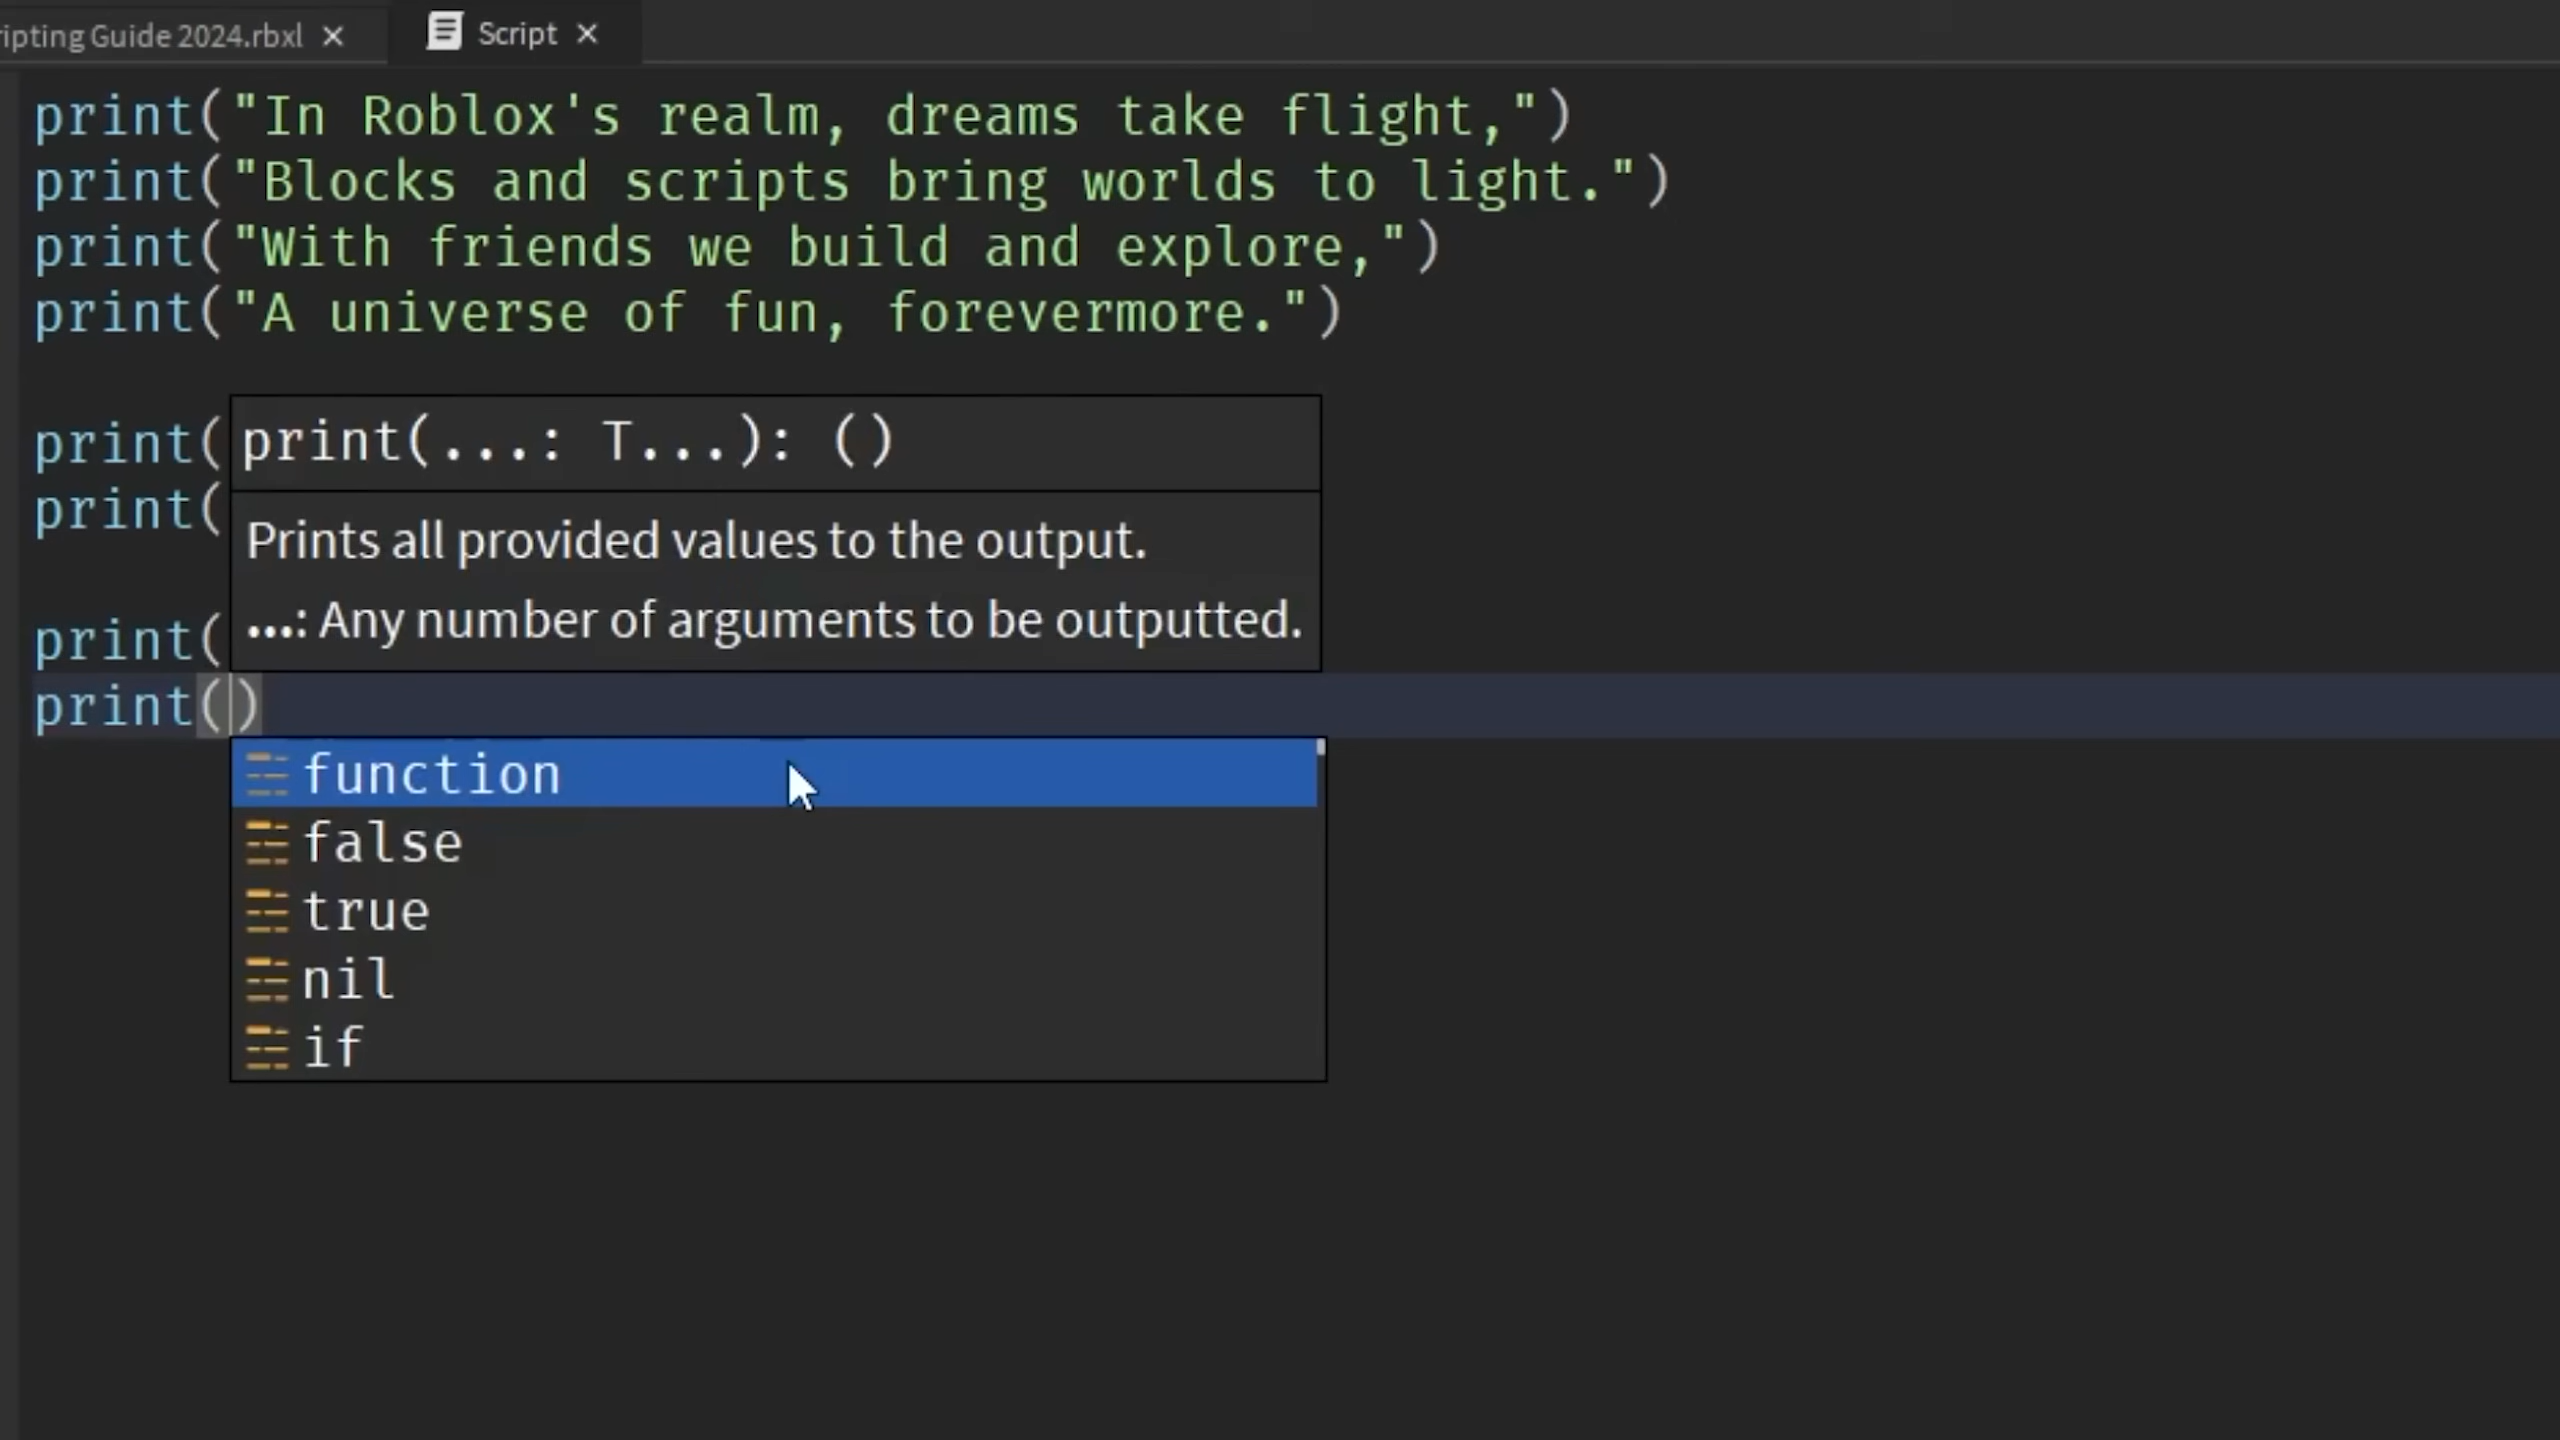 ripting Guide 2024.rbxl ×
Script ×
print("In Roblox's realm, dreams take flight,")
print("Blocks and scripts bring worlds to light.")
print("With friends we build and explore,")
print("A universe of fun, forevermore.")
print(
print(...: T...): ()
print(
Prints all provided values to the output.
...: Any number of arguments to be outputted.
print(
print()
function
false
true
nil
if